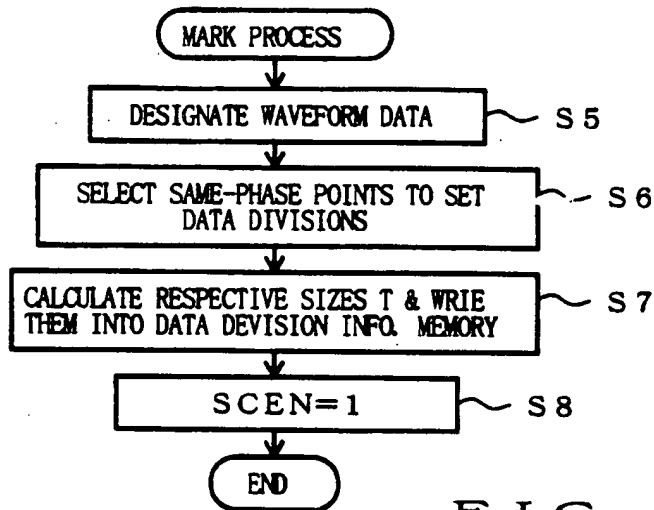 MARK PROCESS
DESIGNATE WAVEFORM DATA
S5
SELECT SAME-PHASE POINTS TO SET
DATA DIVISIONS
S6
CALCULATE RESPECTIVE SIZES T & WRIE
THEM INTO DATA DEVISION INFO. MEMORY
S7
SCEN=1
S8
END